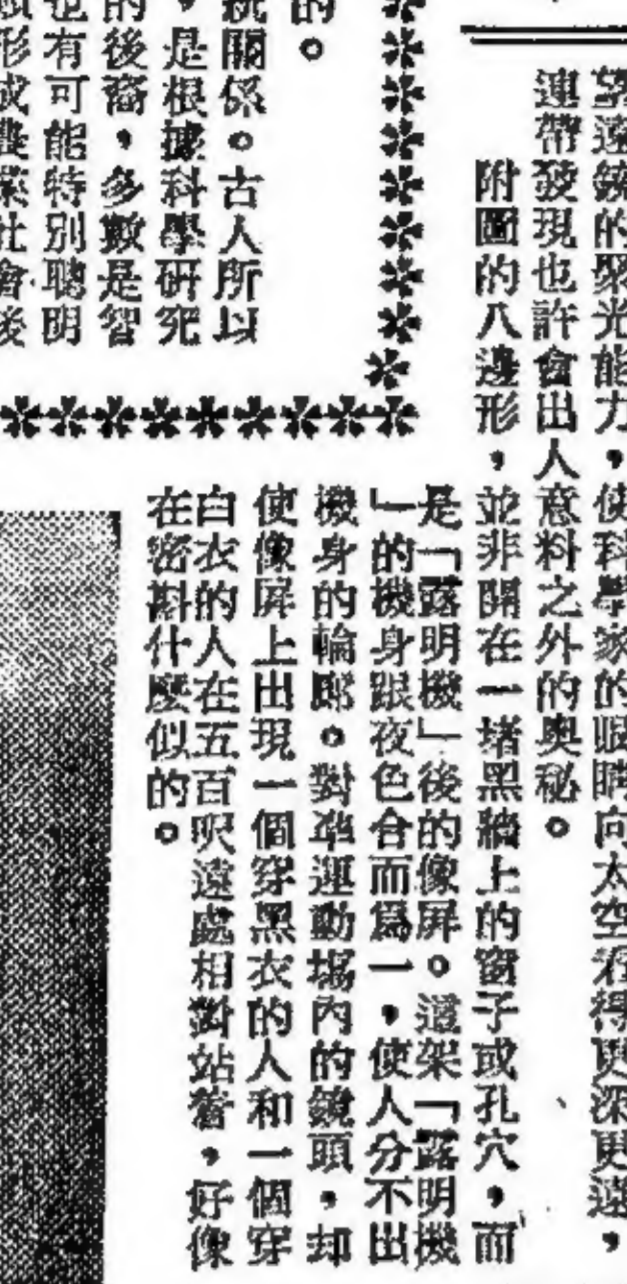 望遠鏡的聚光能力，使科學家的眼睛向太空看得更深更遠，
連帶發現也許會出人意料之外的奧秘。
附圖的八邊形，並非開在一堵黑牆上的窗子或孔穴，而
是「露明機」後的像屏。這架「露明機
」的機身跟夜色合而爲一，使人分不出
機身的輪廓。對準運動場內的鏡頭，却
使像屏上出現一個穿黑衣的人和一個穿
白衣的人在五百呎遠處相對站着，好像
在密斟什麼似的。
的。
統關係。古人所以
，是根據科學研究
的後裔，多數是智
也有可能特別聰明
形成農業社會後